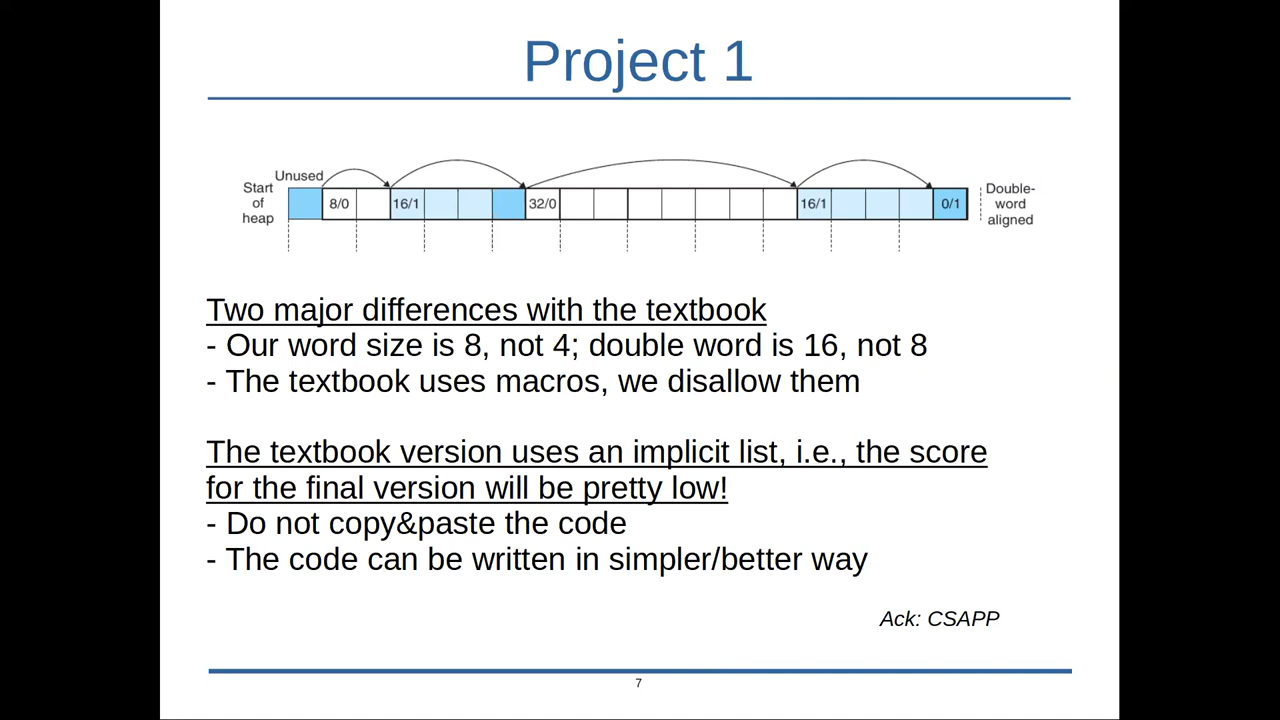 Project 1
Unused
Start
of
heap
8/0
16/1
32/0
16/1
0/1
Double-
word
aligned
Two major differences with the textbook
- Our word size is 8, not 4; double word is 16, not 8
- The textbook uses macros, we disallow them
The textbook version uses an implicit list, i.e., the score
for the final version will be pretty low!
- Do not copy&paste the code
- The code can be written in simpler/better way
Ack: CSAPP
7